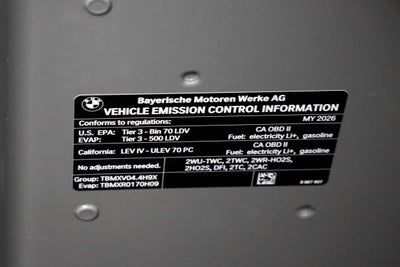 BMW
Bayerische Motoren Werke AG
VEHICLE EMISSION CONTROL INFORMATION
Conforms to regulations: MY 2026
U.S. EPA: Tier 3 - Bin 70 LDV CA OBD II
EVAP: Tier 3 - 500 LDV Fuel: electricity Li+, gasoline
California: LEV IV - ULEV 70 PC CA OBD II
Fuel: electricity Li+, gasoline
No adjustments needed. 2WU-TWC, 2TWC, 2WR-HO2S,
2HO2S, DFI, 2TC, 2CAC
Group: TBMXV04.4H9X
Evap: TBMXR0170H09